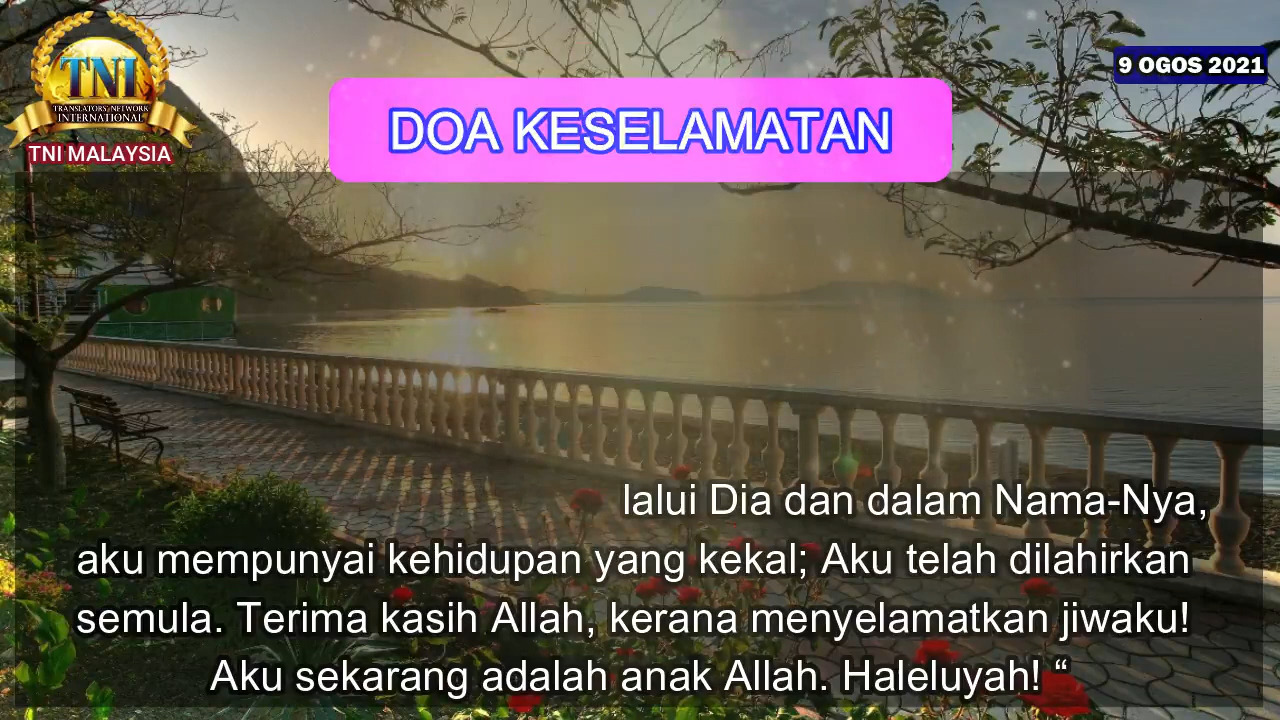 TNI
TRANSLATORS NETWORK
INTERNATIONAL
TNI MALAYSIA
9 OGOS 2021
DOA KESELAMATAN
lalui Dia dan dalam Nama-Nya,
aku mempunyai kehidupan yang kekal; Aku telah dilahirkan
semula. Terima kasih Allah, kerana menyelamatkan jiwaku!
Aku sekarang adalah anak Allah. Haleluyah! “